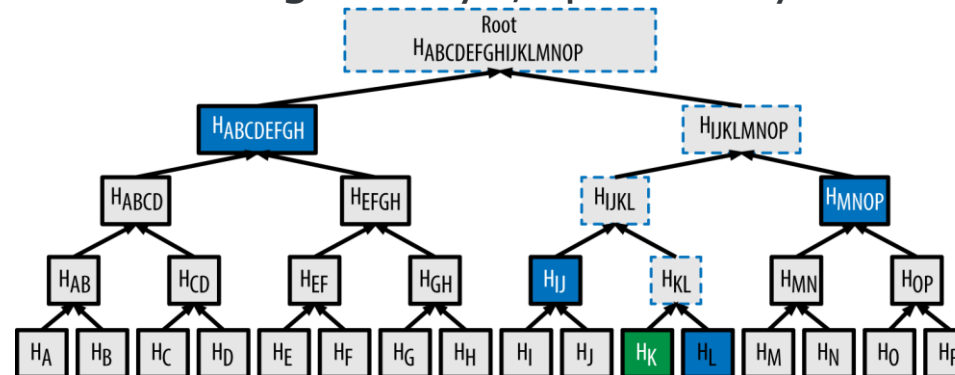 Root
HABCDEFGHIJKLMNOP
HABCDEFGH
HIJKLMNOP
HABCD
HEFGH
HIJKL
HMNOP
HAB
HCD
HEF
HGH
HIJ
HKL
HMN
HOP
HA
HB
HC
HD
HE
HF
HG
HH
HI
HJ
HK
HL
HM
HN
HO